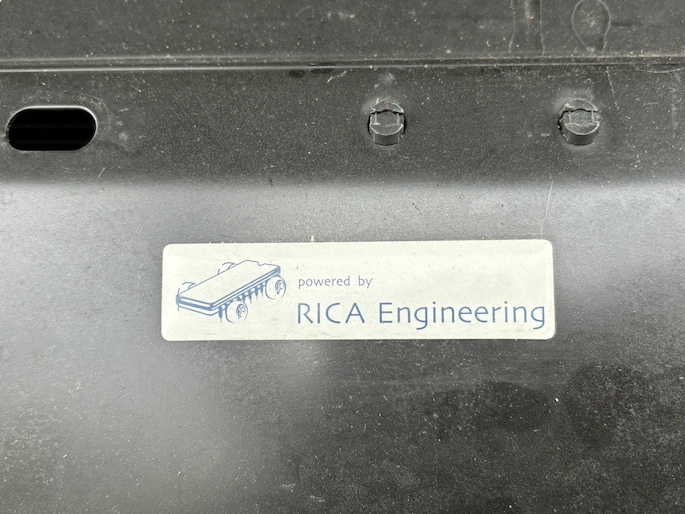 powered by
RICA Engineering